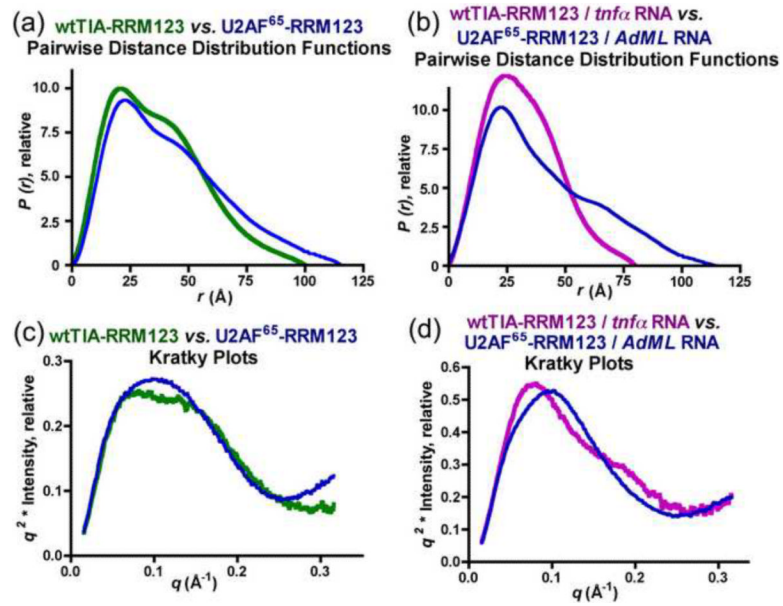 (a) wtTIA-RRM123 vs. U2AF⁶⁵-RRM123
Pairwise Distance Distribution Functions
P (r), relative
10.0
7.5
5.0
2.5
0
0 25 50 75 100 125
r (Å)
(b) wtTIA-RRM123 / tnfα RNA vs.
U2AF⁶⁵-RRM123 / AdML RNA
Pairwise Distance Distribution Functions
P (r), relative
10.0
7.5
5.0
2.5
0
0 25 50 75 100 125
r (Å)
(c) wtTIA-RRM123 vs. U2AF⁶⁵-RRM123
Kratky Plots
q² * Intensity, relative
0.3
0.2
0.1
0.0
0.0 0.1 0.2 0.3
q (Å⁻¹)
(d) wtTIA-RRM123 / tnfα RNA vs.
U2AF⁶⁵-RRM123 / AdML RNA
Kratky Plots
q² * Intensity, relative
0.6
0.5
0.4
0.3
0.2
0.1
0.0
0.0 0.1 0.2 0.3
q (Å⁻¹)